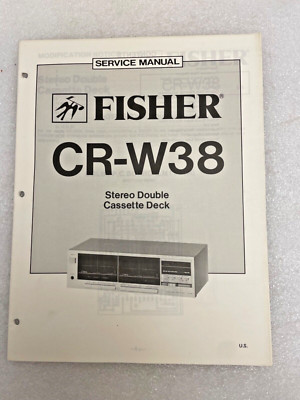 SERVICE MANUAL
FISHER®
CR-W38
Stereo Double
Cassette Deck
U.S.